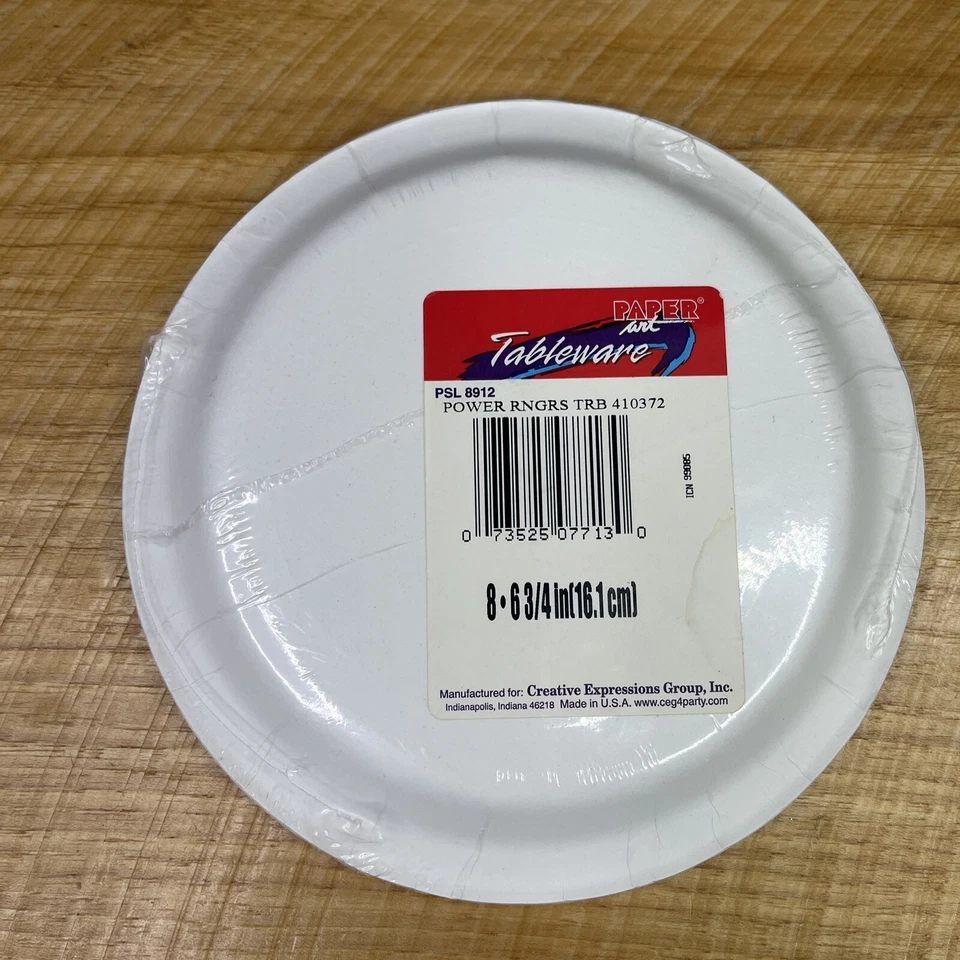 PAPER®
art
Tableware
PSL 8912
POWER RNGRS TRB 410372
ICN 99085
0 73525 07713 0
8 • 6 3/4 in(16.1 cm)
Manufactured for: Creative Expressions Group, Inc.
Indianapolis, Indiana 46218 Made in U.S.A. www.ceg4party.com